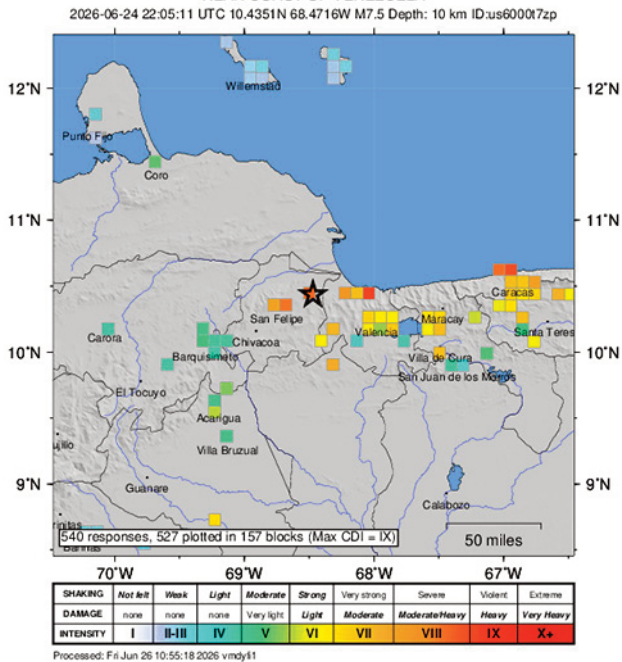 2026-06-24 22:05:11 UTC 10.4351N 68.4716W M7.5 Depth: 10 km ID:us6000t7zp
12°N
Willemstad
Punto Fijo
Coro
11°N
Caracas
San Felipe
Maracay
Carora
Valencia
Santa Teres
Chivacoa
10°N
Barquisimeto
Villa de Cura
San Juan de los Morros
El Tocuyo
Acarigua
ujillo
Villa Bruzual
9°N
Guanare
Calabozo
540 responses, 527 plotted in 157 blocks (Max CDI = IX)
50 miles
Barinas
70°W 69°W 68°W 67°W
SHAKING Not felt Weak Light Moderate Strong Very strong Severe Violent Extreme
DAMAGE none none none Very light Light Moderate Moderate/Heavy Heavy Very Heavy
INTENSITY I II-III IV V VI VII VIII IX X+
Processed: Fri Jun 26 10:55:18 2026 vmdyfi1